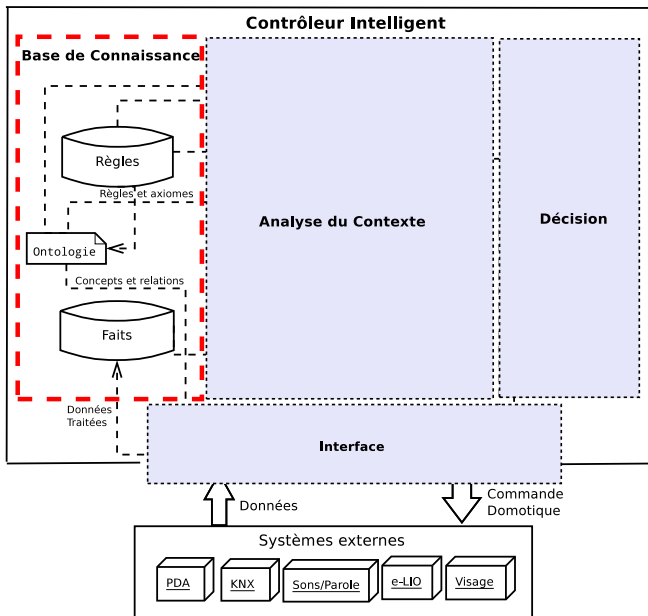 Contrôleur Intelligent
Base de Connaissance
Règles
Règles et axiomes
Analyse du Contexte
Décision
Ontologie
Concepts et relations
Faits
Données
Traitées
Interface
Données
Commande
Domotique
Systèmes externes
PDA
KNX
Sons/Parole
e-LIO
Visage